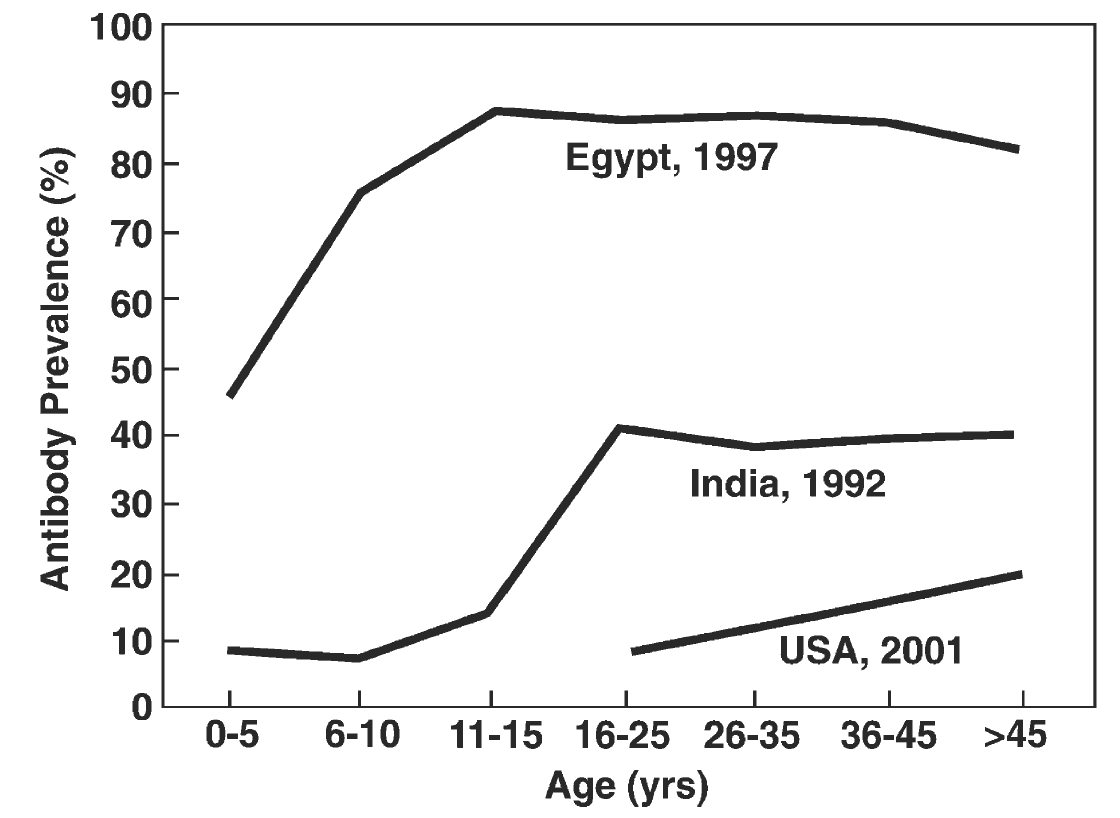 100
90
80
70
60
50
40
30
20
10
0
Antibody Prevalence (%)
Egypt, 1997
India, 1992
USA, 2001
0-5 6-10 11-15 16-25 26-35 36-45 >45
Age (yrs)